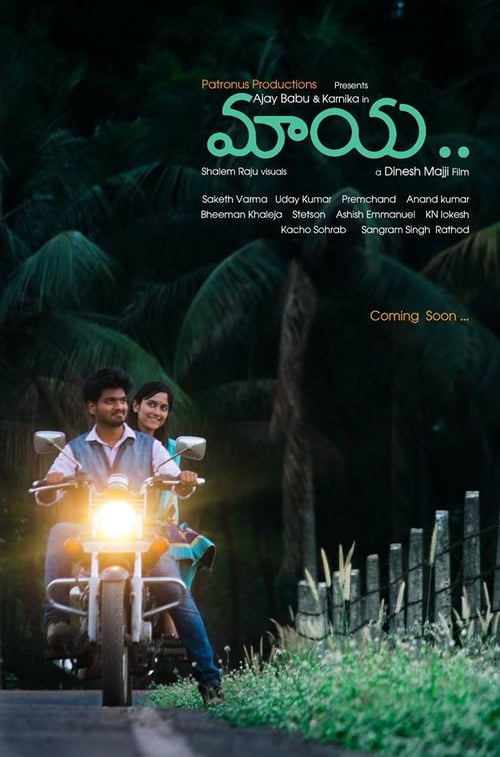 Patronus Productions Presents
Ajay Babu & Karnika in
మాయ..
Shalem Raju visuals a Dinesh Majji Film
Saketh Varma Uday Kumar Premchand Anand kumar
Bheeman Khaleja Stetson Ashish Emmanuel KN lokesh
Kacho Sohrab Sangram Singh Rathod
Coming Soon ...